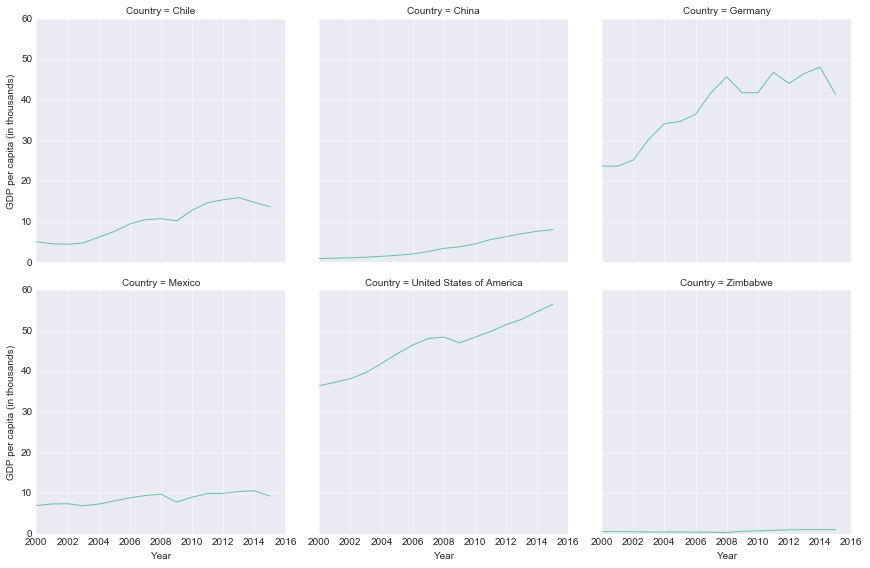 Country = Chile
Country = China
Country = Germany
60
50
40
30
20
10
0
GDP per capita (in thousands)
Country = Mexico
Country = United States of America
Country = Zimbabwe
60
50
40
30
20
10
0
GDP per capita (in thousands)
2000 2002 2004 2006 2008 2010 2012 2014 2016
2000 2002 2004 2006 2008 2010 2012 2014 2016
2000 2002 2004 2006 2008 2010 2012 2014 2016
Year
Year
Year